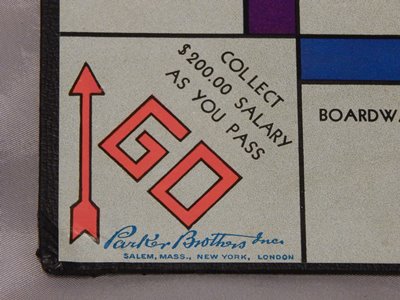 COLLECT
$200.00 SALARY
AS YOU PASS
GO
BOARDWA
Parker Brothers Inc.
SALEM, MASS., NEW YORK, LONDON